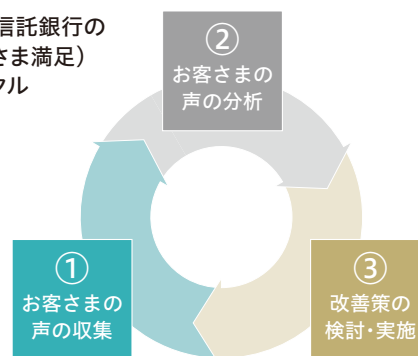 信託銀行の
さま満足）
クル
②
お客さまの
声の分析
①
お客さまの
声の収集
③
改善策の
検討・実施